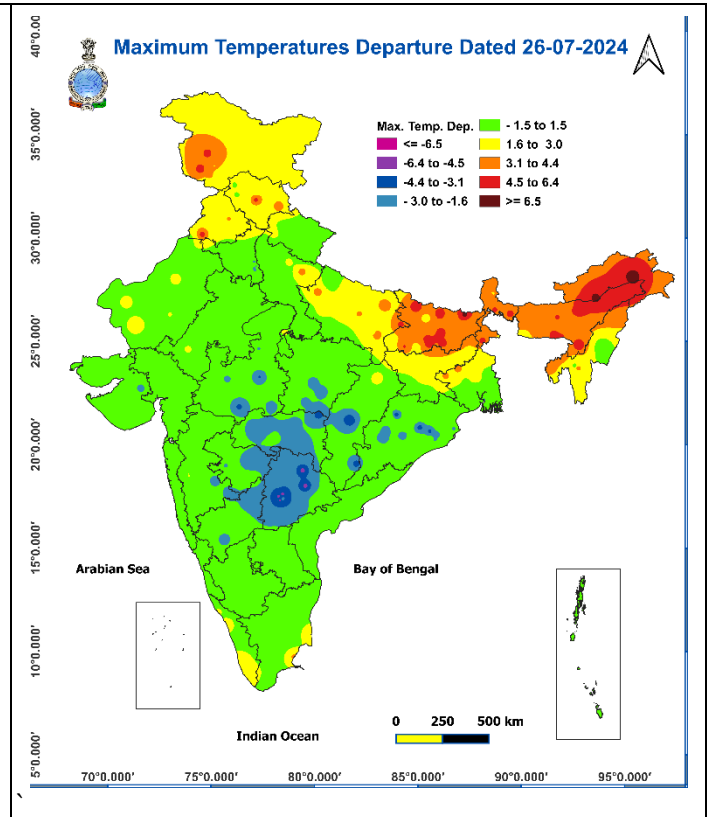 Maximum Temperatures Departure Dated 26-07-2024
Max. Temp. Dep.
<= -6.5
-6.4 to -4.5
-4.4 to -3.1
- 3.0 to -1.6
- 1.5 to 1.5
1.6 to 3.0
3.1 to 4.4
4.5 to 6.4
>= 6.5
40°0.00
35°0.000'
30°0.000'
25°0.000'
20°0.000'
15°0.000'
10°0.000'
5°0.000'
Arabian Sea
Bay of Bengal
Indian Ocean
0 250 500 km
70°0.000' 75°0.000' 80°0.000' 85°0.000' 90°0.000' 95°0.000'
`